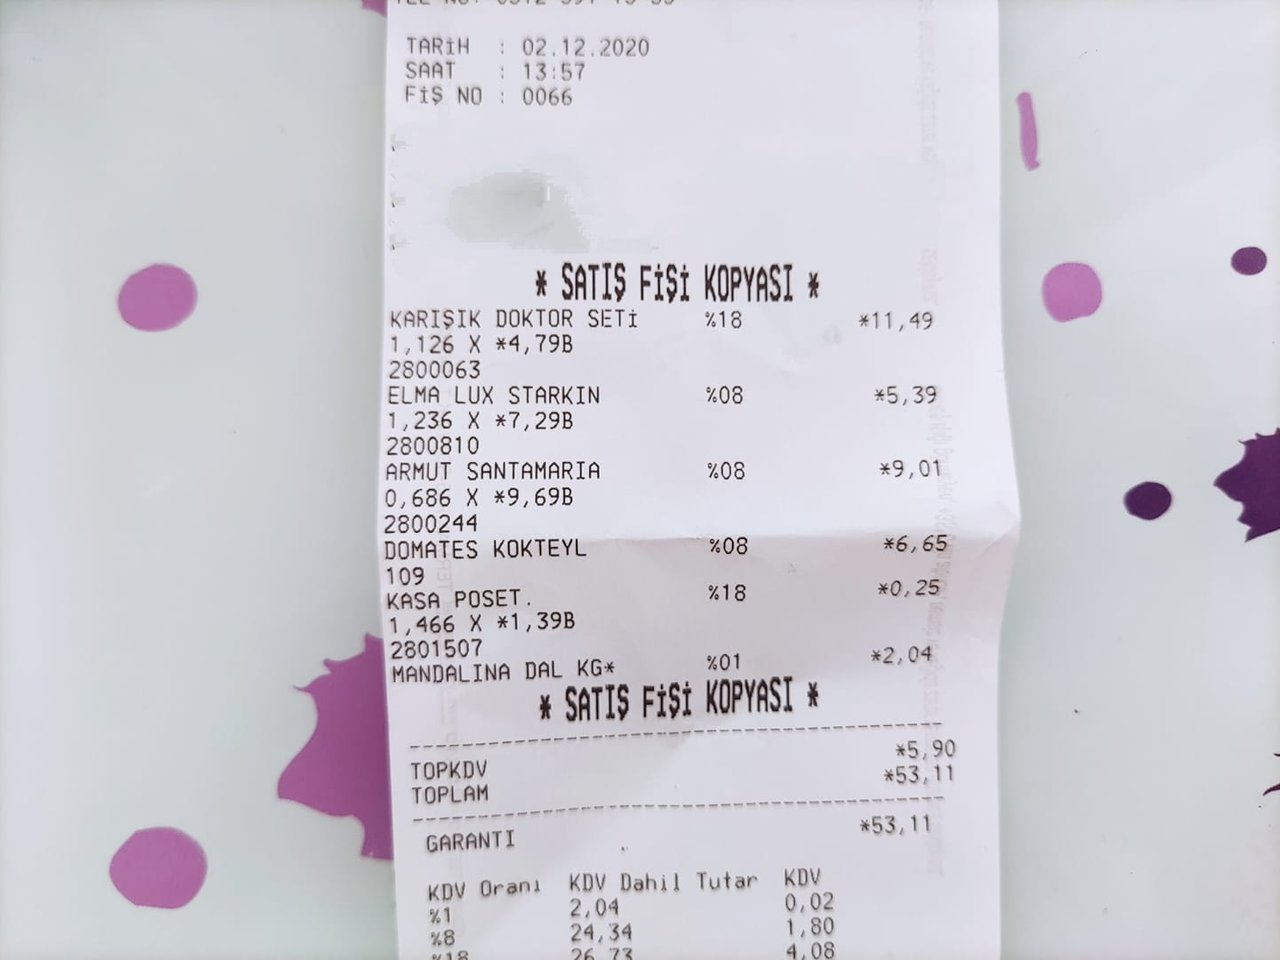 TARİH : 02.12.2020
SAAT : 13:57
FİŞ NO : 0066
* SATIŞ FİŞİ KOPYASI *
KARIŞIK DOKTOR SETİ %18 *11,49
1,126 X *4,79B
2800063
ELMA LUX STARKIN %08 *5,39
1,236 X *7,29B
2800810
ARMUT SANTAMARIA %08 *9,01
0,686 X *9,69B
2800244
DOMATES KOKTEYL %08 *6,65
109
KASA POSET. %18 *0,25
1,466 X *1,39B
2801507
MANDALINA DAL KG* %01 *2,04
* SATIŞ FİŞİ KOPYASI *
TOPKDV *5,90
TOPLAM *53,11
GARANTI *53,11
KDV Oranı KDV Dahil Tutar KDV
%1 2,04 0,02
%8 24,34 1,80
%18 26,73 4,08